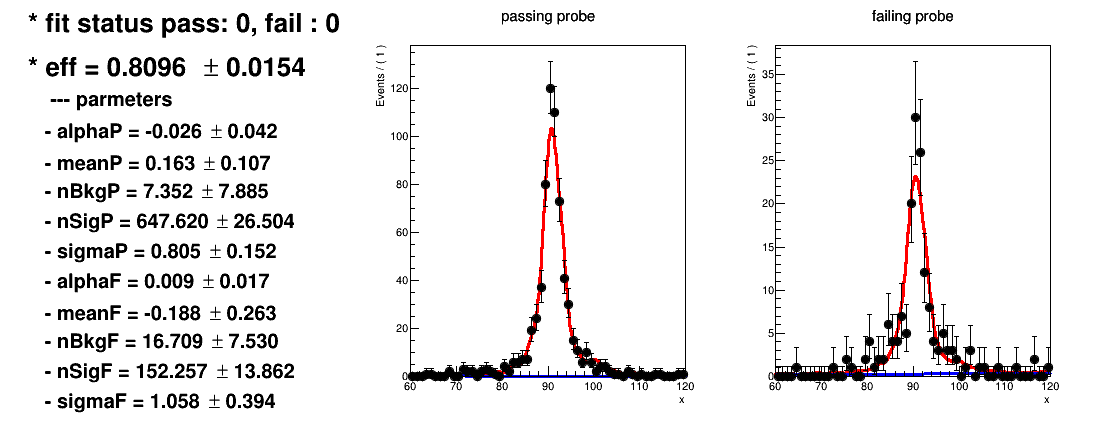 * fit status pass: 0, fail : 0
* eff = 0.8096 ± 0.0154
--- parmeters
- alphaP = -0.026 ± 0.042
- meanP = 0.163 ± 0.107
- nBkgP = 7.352 ± 7.885
- nSigP = 647.620 ± 26.504
- sigmaP = 0.805 ± 0.152
- alphaF = 0.009 ± 0.017
- meanF = -0.188 ± 0.263
- nBkgF = 16.709 ± 7.530
- nSigF = 152.257 ± 13.862
- sigmaF = 1.058 ± 0.394
passing probe
Events / ( 1 )
120
100
80
60
40
20
0
60 70 80 90 100 110 120
x
failing probe
Events / ( 1 )
35
30
25
20
15
10
5
0
60 70 80 90 100 110 120
x